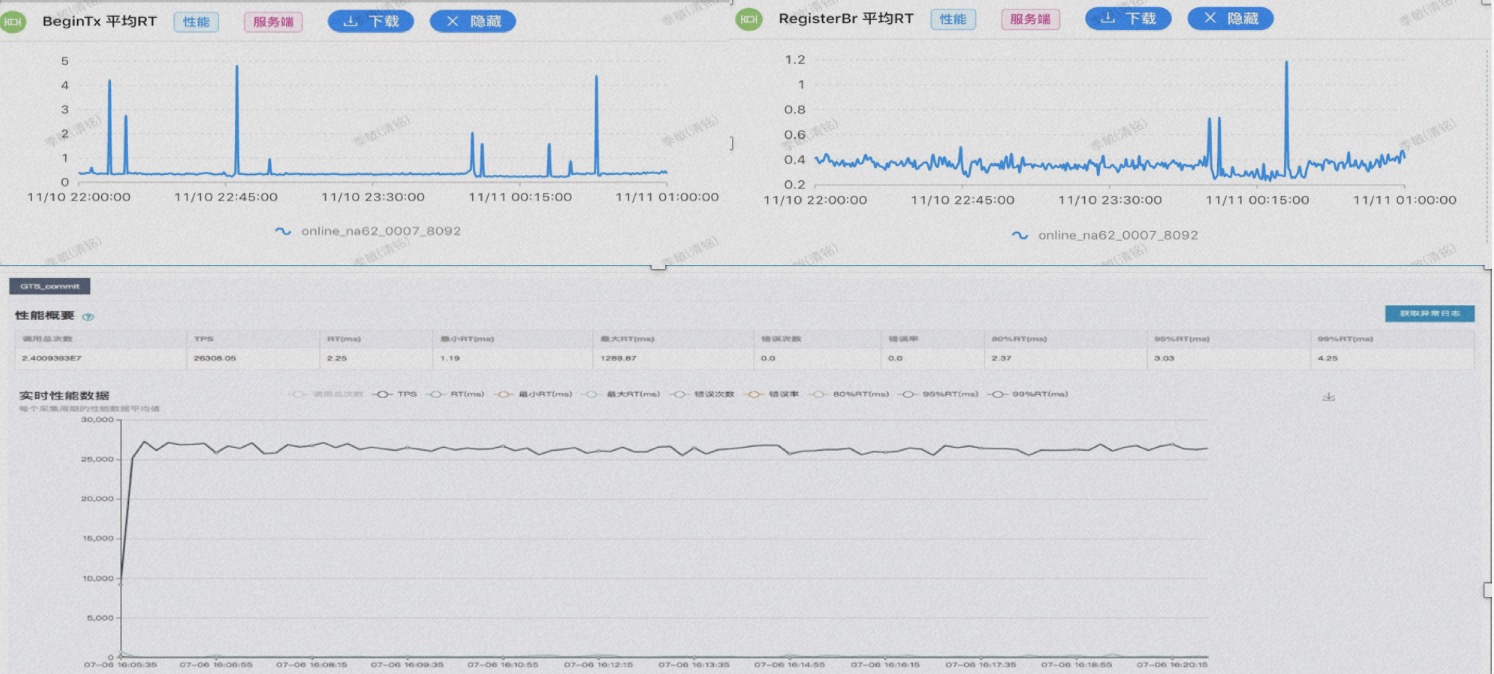 BeginTx 平均RT 性能 服务端 下载 隐藏
5
4
3
2
1
0
11/10 22:00:00 11/10 22:45:00 11/10 23:30:00 11/11 00:15:00 11/11 01:00:00
online_na62_0007_8092
RegisterBr 平均RT 性能 服务端 下载 隐藏
1.2
1
0.8
0.6
0.4
0.2
11/10 22:00:00 11/10 22:45:00 11/10 23:30:00 11/11 00:15:00 11/11 01:00:00
online_na62_0007_8092
季敏(清铭)
GTS_commit
性能概要
获取异常日志
调用总次数 TPS RT(ms) 最小RT(ms) 最大RT(ms) 错误次数 错误率 80%RT(ms) 95%RT(ms) 99%RT(ms)
2.4009393E7 26308.05 2.25 1.19 1289.87 0.0 0.0 2.37 3.03 4.25
实时性能数据
每个采集周期的性能数据平均值
调用总次数 TPS RT(ms) 最小RT(ms) 最大RT(ms) 错误次数 错误率 80%RT(ms) 95%RT(ms) 99%RT(ms)
30,000
25,000
20,000
15,000
10,000
5,000
0
07-06 16:05:35 07-06 16:06:55 07-06 16:08:15 07-06 16:09:35 07-06 16:10:55 07-06 16:12:15 07-06 16:13:35 07-06 16:14:55 07-06 16:16:15 07-06 16:17:35 07-06 16:18:55 07-06 16:20:15